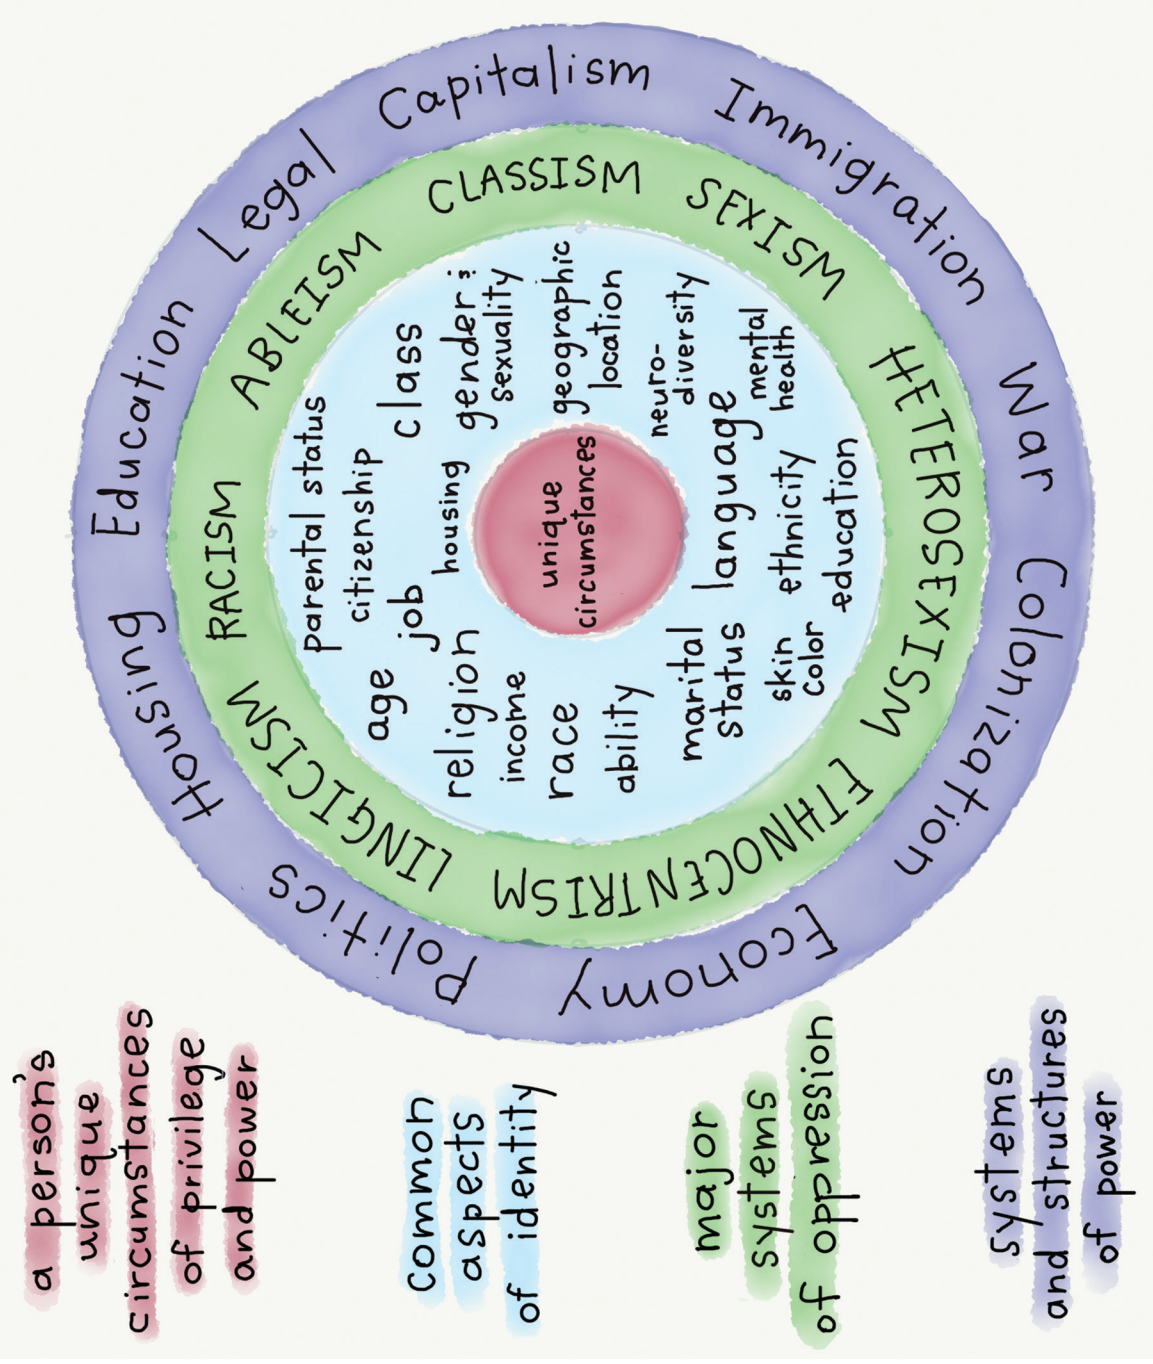 Capitalism
Immigration
War
Colonization
Economy
Politics
Housing
Education
Legal
CLASSISM
SEXISM
HETEROSEXISM
ETHNOCENTRISM
LINGICISM
RACISM
ABLEISM
parental status
citizenship
class
gender &
sexuality
geographic
location
neuro-
diversity
mental
health
housing
language
ethnicity
education
job
age
religion
income
race
ability
marital
status
skin
color
unique
circumstances
a person's
unique
circumstances
of privilege
and power
common
aspects
of identity
major
systems
of oppression
systems
and structures
of power